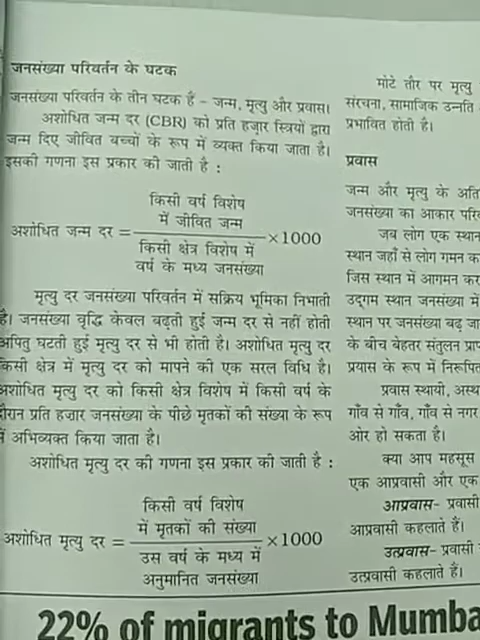 जनसंख्या परिवर्तन के घटक
जनसंख्या परिवर्तन के तीन घटक हैं – जन्म, मृत्यु और प्रवास।
अशोधित जन्म दर (CBR) को प्रति हज़ार स्त्रियों द्वारा
जन्म दिए जीवित बच्चों के रूप में व्यक्त किया जाता है।
इसकी गणना इस प्रकार की जाती है :
किसी वर्ष विशेष
में जीवित जन्म
अशोधित जन्म दर = ×1000
किसी क्षेत्र विशेष में
वर्ष के मध्य जनसंख्या
मृत्यु दर जनसंख्या परिवर्तन में सक्रिय भूमिका निभाती
है। जनसंख्या वृद्धि केवल बढ़ती हुई जन्म दर से नहीं होती
अपितु घटती हुई मृत्यु दर से भी होती है। अशोधित मृत्यु दर
किसी क्षेत्र में मृत्यु दर को मापने की एक सरल विधि है।
अशोधित मृत्यु दर को किसी क्षेत्र विशेष में किसी वर्ष के
दौरान प्रति हज़ार जनसंख्या के पीछे मृतकों की संख्या के रूप
में अभिव्यक्त किया जाता है।
अशोधित मृत्यु दर की गणना इस प्रकार की जाती है :
किसी वर्ष विशेष
में मृतकों की संख्या
अशोधित मृत्यु दर = ×1000
उस वर्ष के मध्य में
अनुमानित जनसंख्या
मोटे तौर पर मृत्यु
संरचना, सामाजिक उन्नति
प्रभावित होती है।
प्रवास
जन्म और मृत्यु के अति
जनसंख्या का आकार परि
जब लोग एक स्थान
स्थान जहाँ से लोग गमन क
जिस स्थान में आगमन कर
उद्गम स्थान जनसंख्या में
स्थान पर जनसंख्या बढ़ जा
के बीच बेहतर संतुलन प्राप
प्रयास के रूप में निरूपित
प्रवास स्थायी, अस्था
गाँव से गाँव, गाँव से नगर
ओर हो सकता है।
क्या आप महसूस
एक आप्रवासी और एक
आप्रवास- प्रवासी
आप्रवासी कहलाते हैं।
उत्प्रवास- प्रवासी
उत्प्रवासी कहलाते हैं।
22% of migrants to Mumba